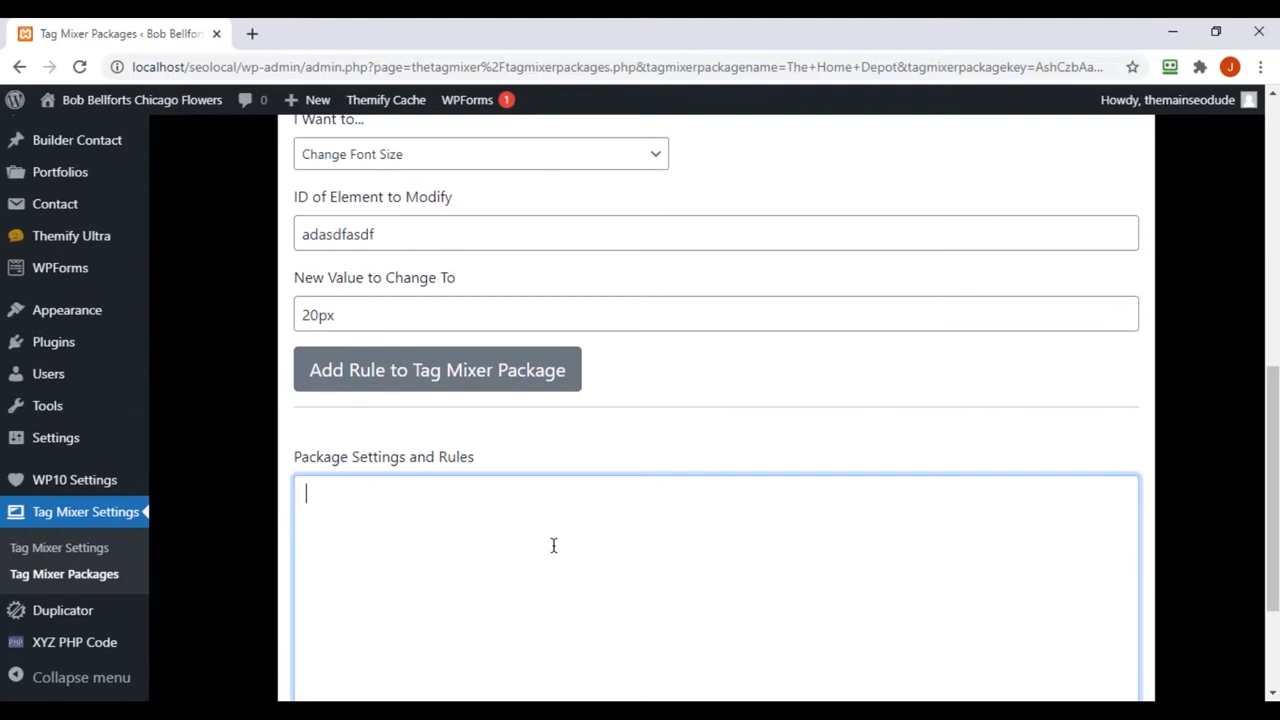 Tag Mixer Packages ‹ Bob Bellfort
localhost/seolocal/wp-admin/admin.php?page=thetagmixer%2Ftagmixerpackages.php&tagmixerpackagename=The+Home+Depot&tagmixerpackagekey=AshCzbAa...
J
Bob Bellforts Chicago Flowers
0
New
Themify Cache
WPForms
1
Howdy, themainseodude
Builder Contact
Portfolios
Contact
Themify Ultra
WPForms
Appearance
Plugins
Users
Tools
Settings
WP10 Settings
Tag Mixer Settings
Tag Mixer Settings
Tag Mixer Packages
Duplicator
PHP
XYZ PHP Code
Collapse menu
I Want to...
Change Font Size
ID of Element to Modify
adasdfasdf
New Value to Change To
20px
Add Rule to Tag Mixer Package
Package Settings and Rules